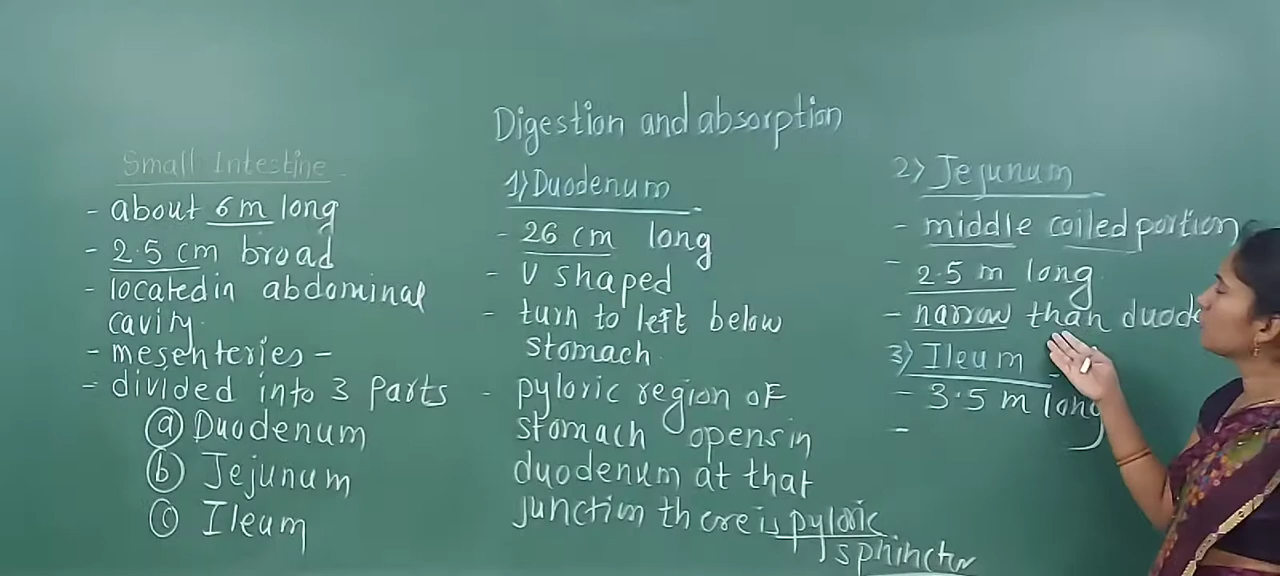 Digestion and absorption
Small Intestine
- about 6 m long
- 2.5 cm broad
- located in abdominal
cavity.
- mesenteries -
- divided into 3 parts
ⓐ Duodenum
ⓑ Jejunum
ⓒ Ileum
1) Duodenum
- 26 cm long
- U shaped
- turn to left below
stomach.
- pyloric region of
stomach opens in
duodenum at that
junction there is pyloric
sphincter
2) Jejunum
- middle coiled portion
- 2.5 m long
- narrow than
3) Ileum
- 3.5 m long
-